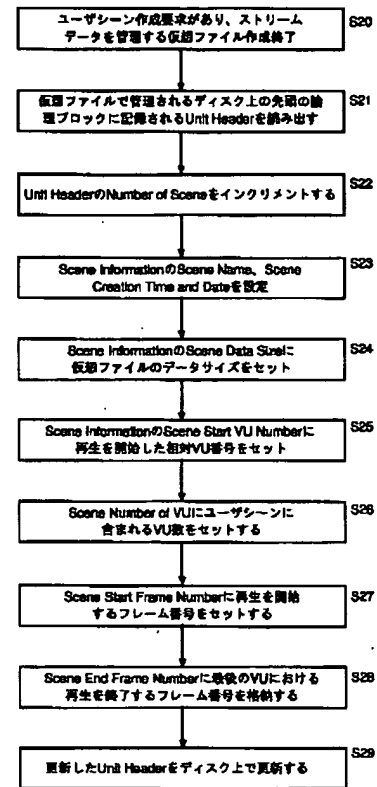 ユーザシーン作成要求があり、ストリーム
データを管理する仮想ファイル作成終了
S20
仮想ファイルで管理されるディスク上の先頭の論
理ブロックに記録されるUnit Headerを読み出す
S21
Unit HeaderのNumber of Sceneをインクリメントする
S22
Scene InformationのScene Name、Scene
Creation Time and Dateを設定
S23
Scene InformationのScene Data Sizeに
仮想ファイルのデータサイズをセット
S24
Scene InformationのScene Start VU Numberに
再生を開始した相対VU番号をセット
S25
Scene Number of VUにユーザシーンに
含まれるVU数をセットする
S26
Scene Start Frame Numberに再生を開始
するフレーム番号をセットする
S27
Scene End Frame Numberに最後のVUにおける
再生を終了するフレーム番号を格納する
S28
更新したUnit Headerをディスク上で更新する
S29